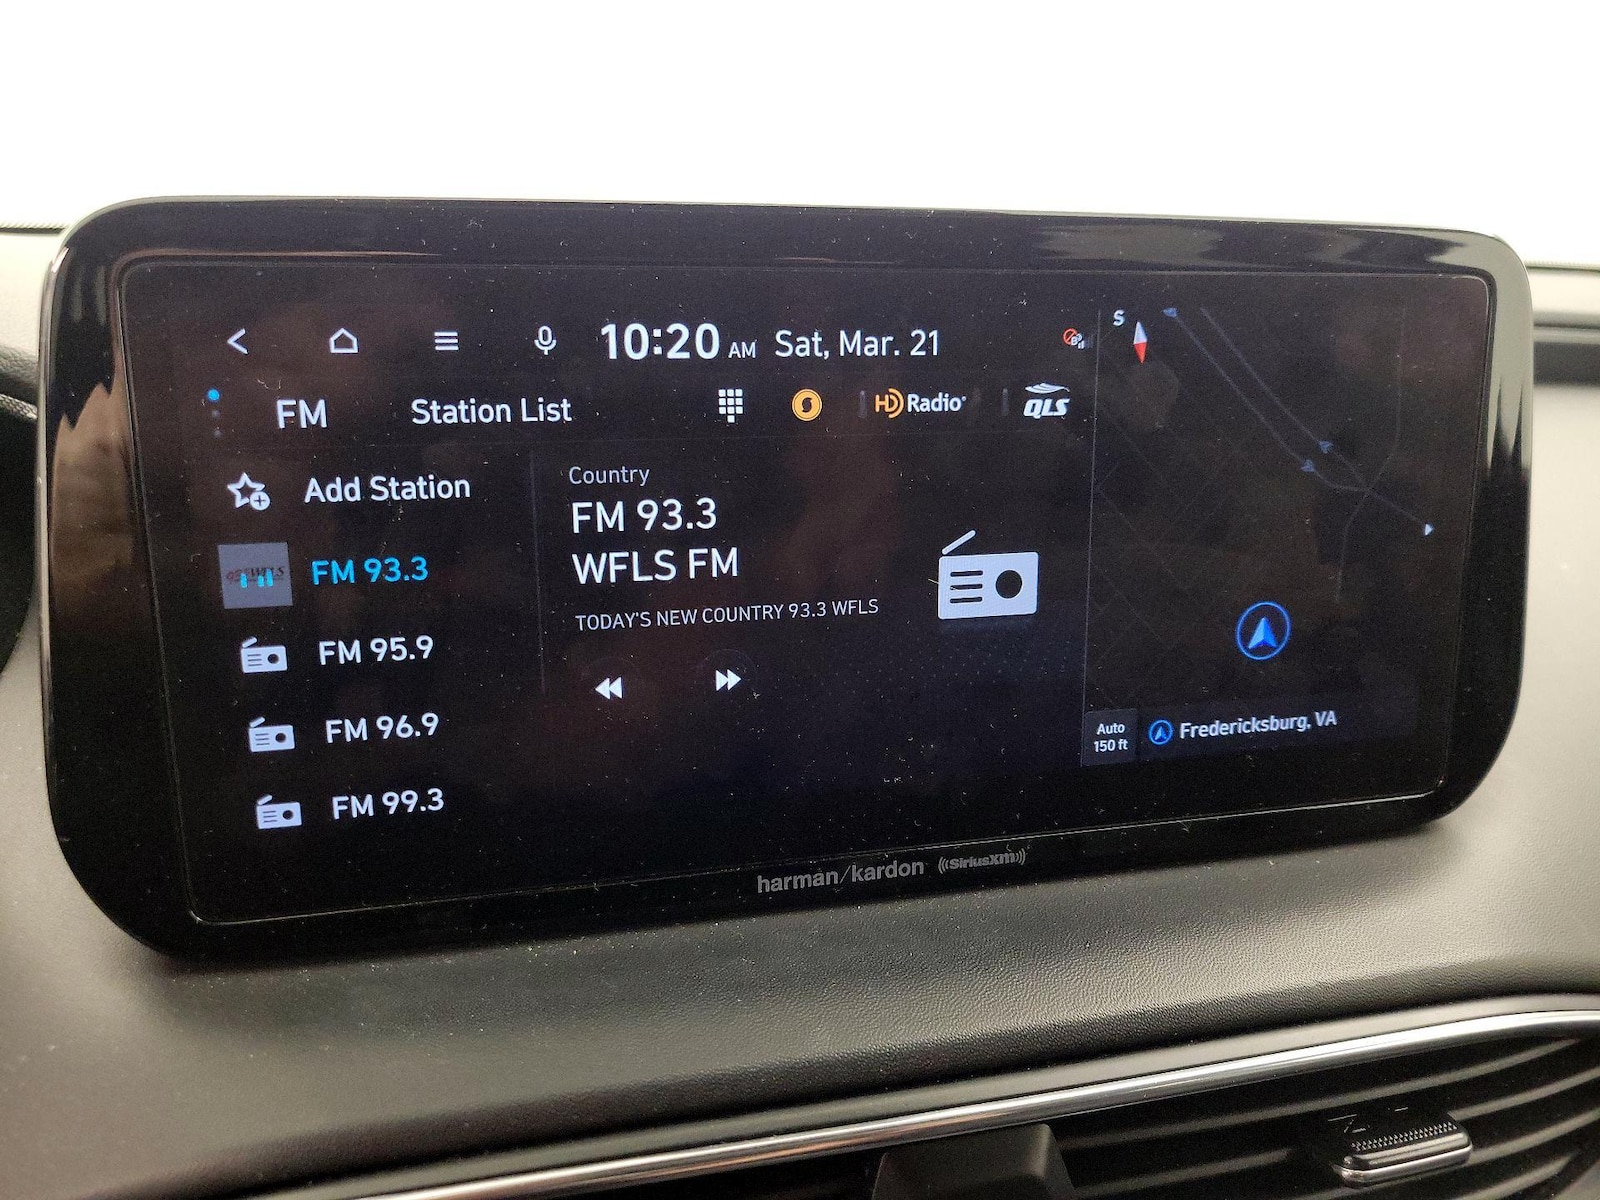 10:20 AM Sat, Mar. 21
S
FM Station List HD Radio QLS
Add Station
FM 93.3
FM 95.9
FM 96.9
FM 99.3
Country
FM 93.3
WFLS FM
TODAY'S NEW COUNTRY 93.3 WFLS
Auto
150 ft
Fredericksburg, VA
harman/kardon ((SiriusXM))